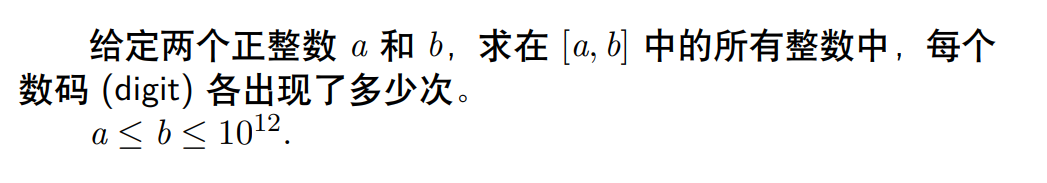 给定两个正整数 a 和 b，求在 [a, b] 中的所有整数中，每个
数码 (digit) 各出现了多少次。
a ≤ b ≤ 10^{12}.